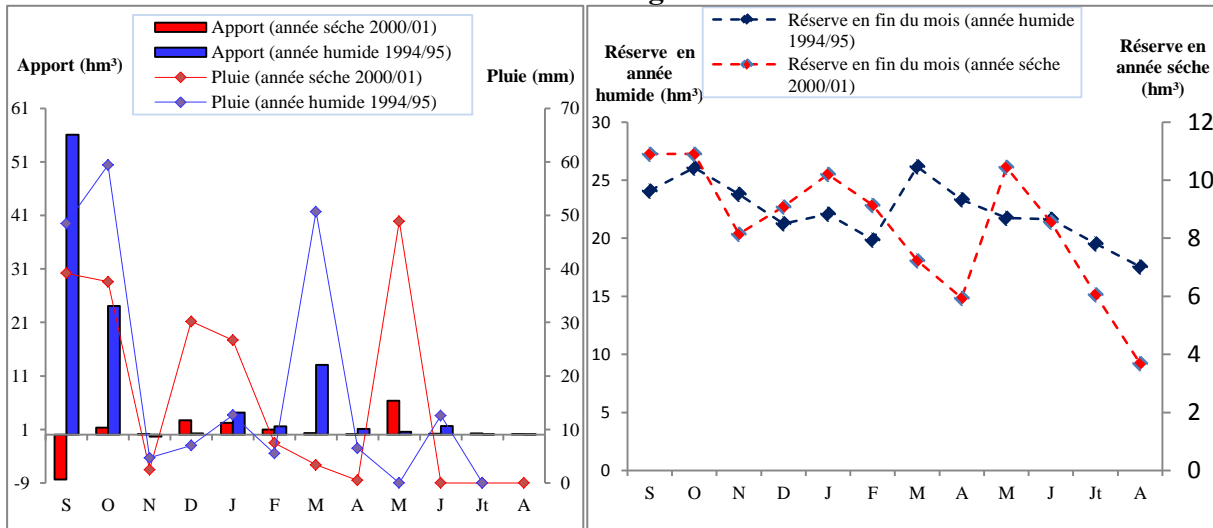 g
Apport (année séche 2000/01)
Apport (année humide 1994/95)
Pluie (année séche 2000/01)
Pluie (année humide 1994/95)
Apport (hm³)
Pluie (mm)
61
51
41
31
21
11
1
-9
70
60
50
40
30
20
10
0
S O N D J F M A M J Jt A
Réserve en fin du mois (année humide
1994/95)
Réserve en fin du mois (année séche
2000/01)
Réserve en
année
humide (hm³)
Réserve en
année séche
(hm³)
30
25
20
15
10
5
0
12
10
8
6
4
2
0
S O N D J F M A M J Jt A